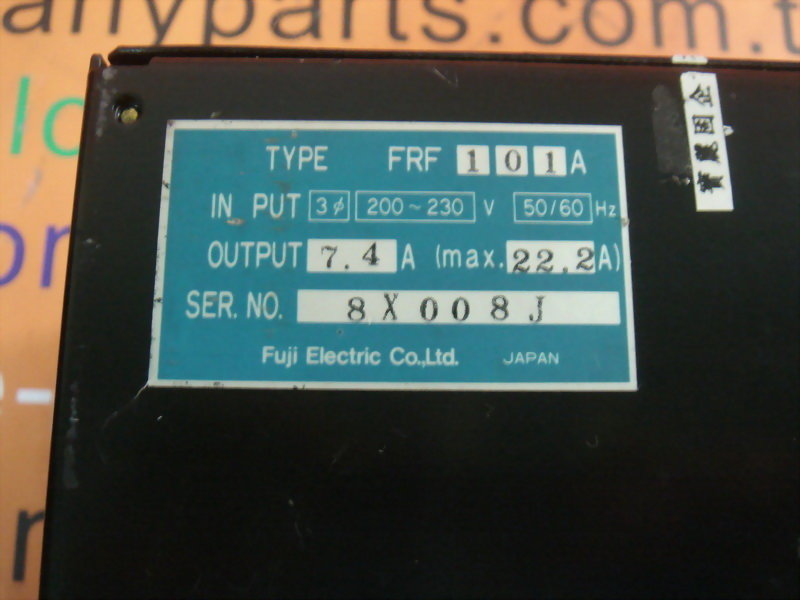 anyparts.com.t
TYPE FRF 101A
IN PUT 3φ 200~230 V 50/60 Hz
OUTPUT 7.4 A (max. 22.2A)
SER. NO. 8X008J
Fuji Electric Co.,Ltd. JAPAN